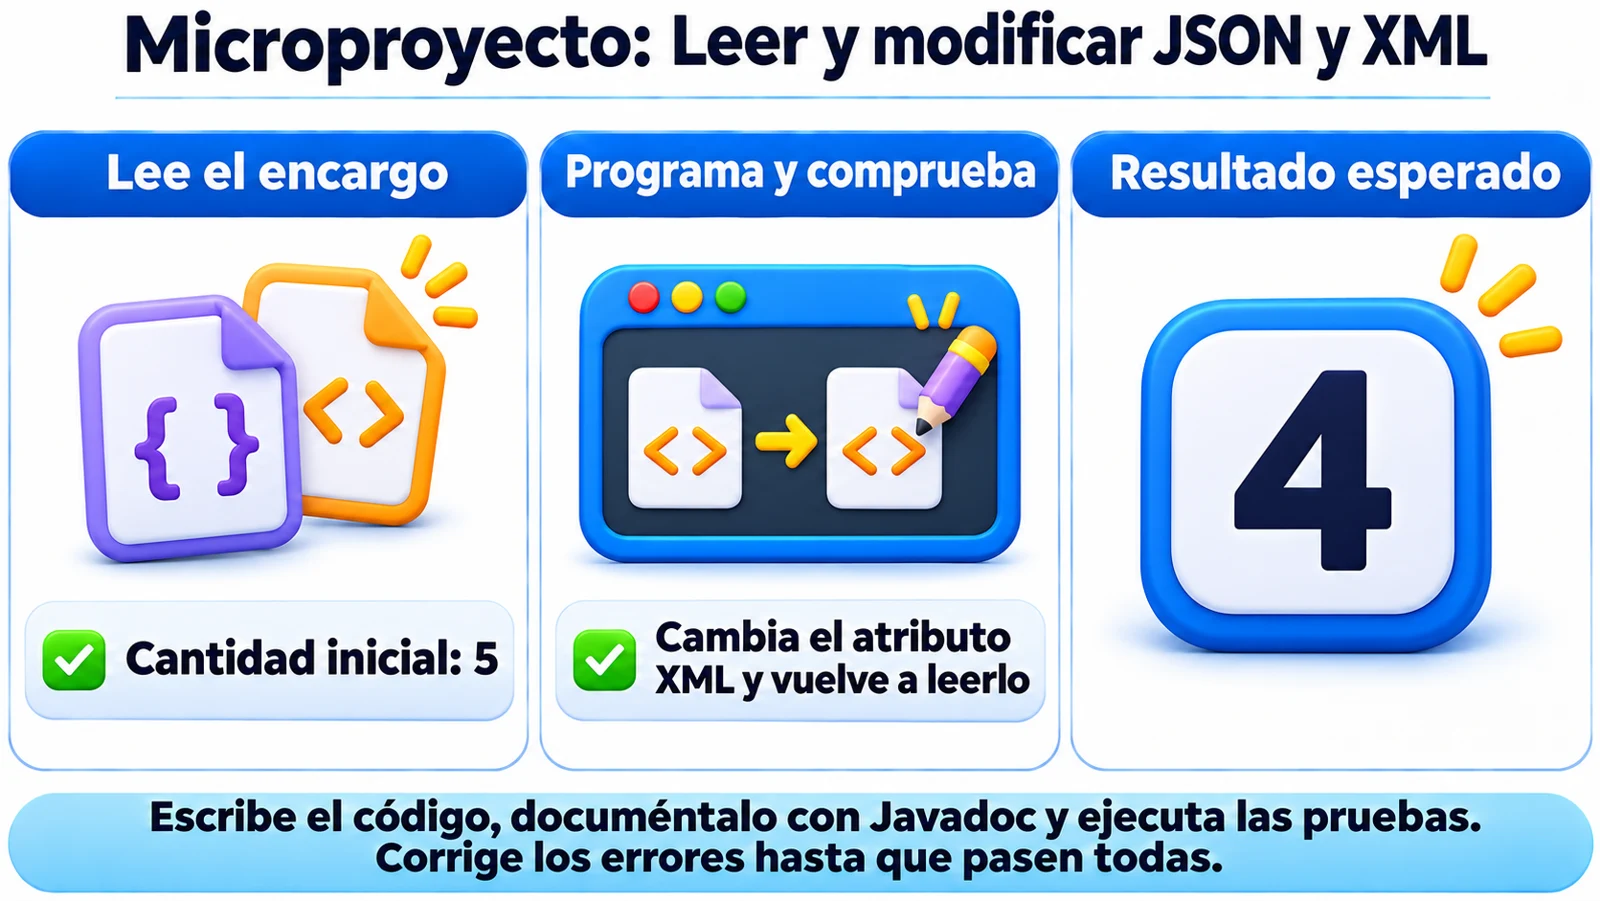 Microproyecto: Leer y modificar JSON y XML
Lee el encargo
{ }
< >
Cantidad inicial: 5
Programa y comprueba
< >
< >
Cambia el atributo
XML y vuelve a leerlo
Resultado esperado
4
Escribe el código, documéntalo con Javadoc y ejecuta las pruebas.
Corrige los errores hasta que pasen todas.